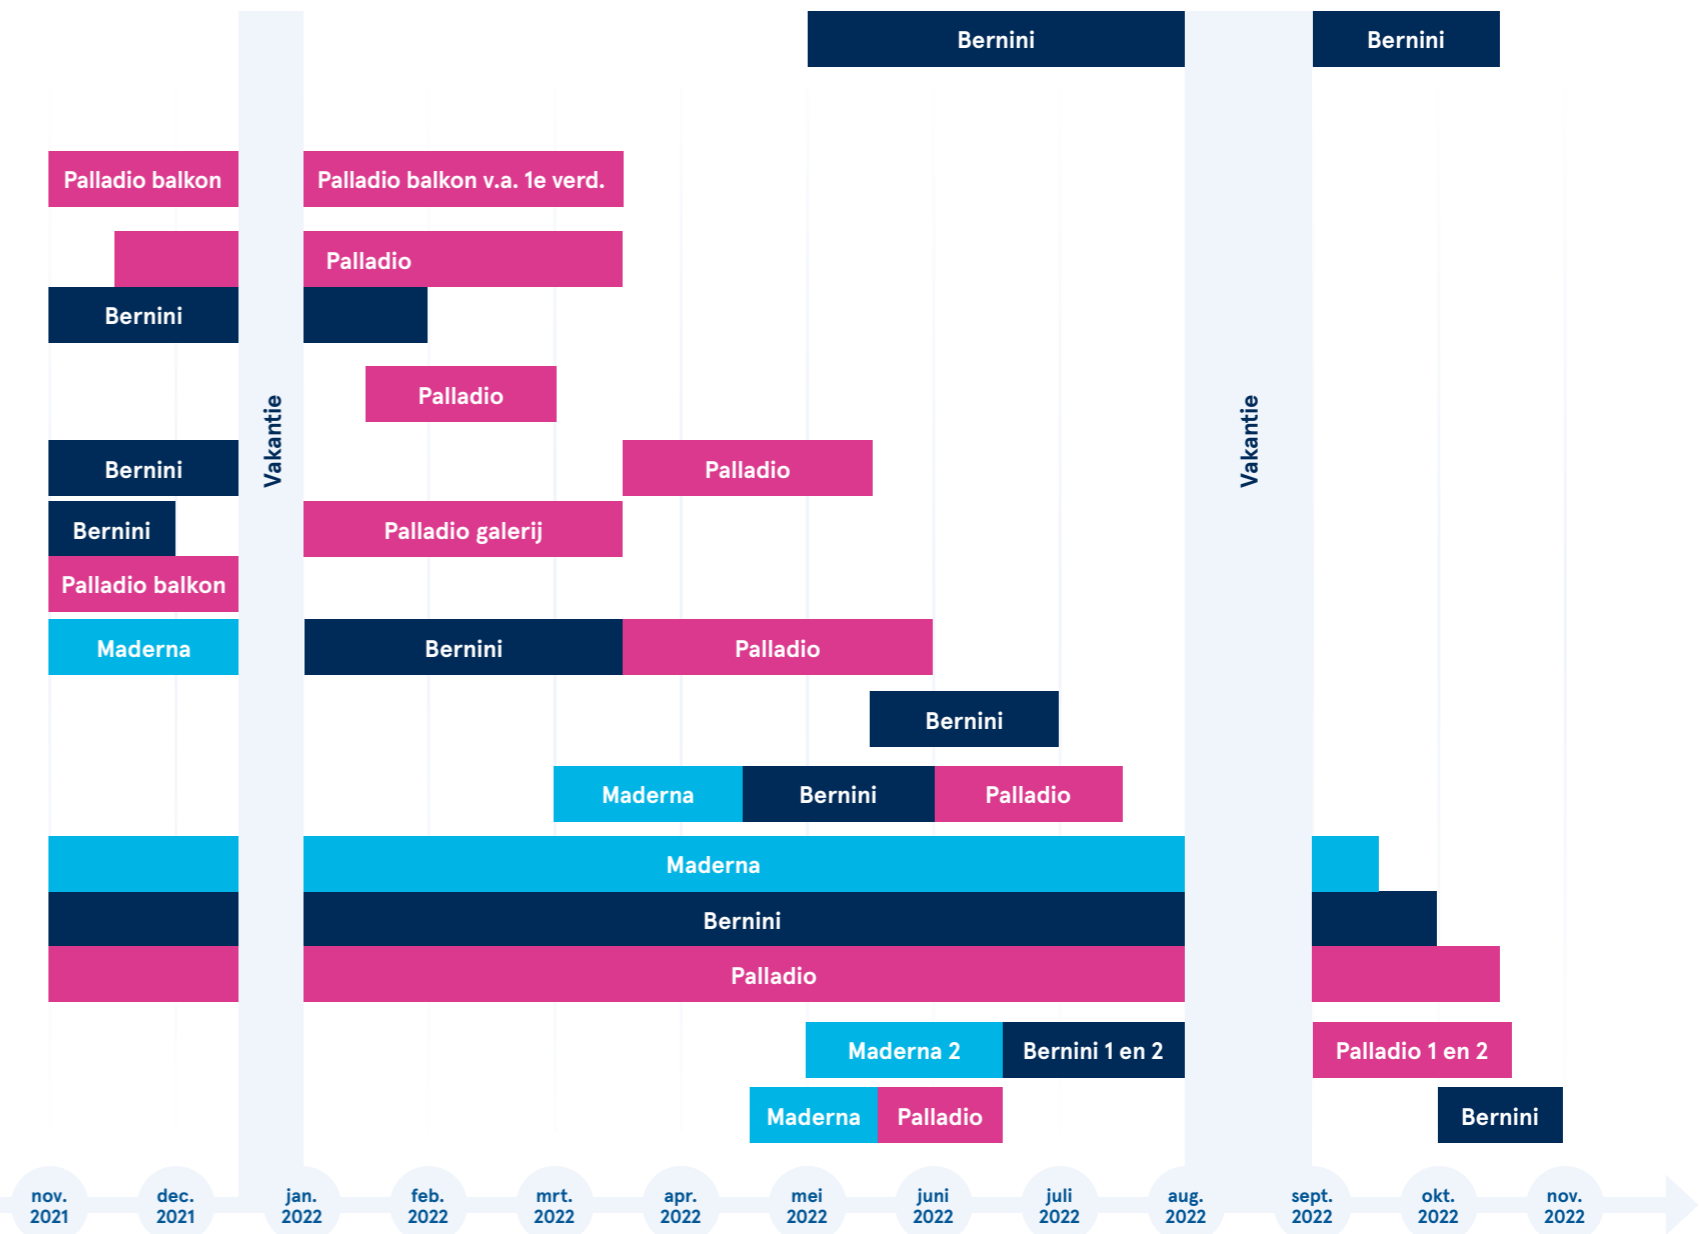 Bernini
Bernini
Palladio balkon
Palladio balkon v.a. 1e verd.
Palladio
Bernini
Palladio
Vakantie
Vakantie
Bernini
Palladio
Bernini
Palladio galerij
Palladio balkon
Maderna
Bernini
Palladio
Bernini
Maderna
Bernini
Palladio
Maderna
Bernini
Palladio
Maderna 2
Bernini 1 en 2
Palladio 1 en 2
Maderna
Palladio
Bernini
nov.
2021
dec.
2021
jan.
2022
feb.
2022
mrt.
2022
apr.
2022
mei
2022
juni
2022
juli
2022
aug.
2022
sept.
2022
okt.
2022
nov.
2022